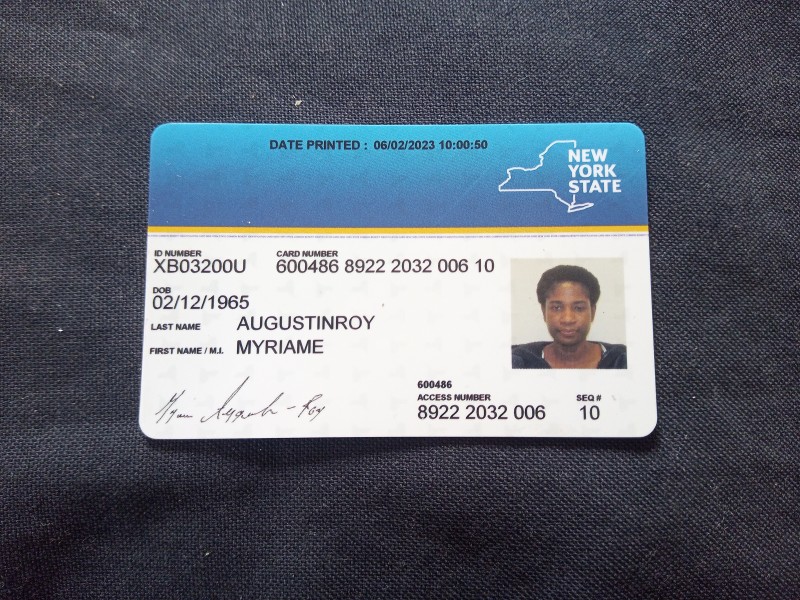 DATE PRINTED : 06/02/2023 10:00:50
NEW
YORK
STATE
ID NUMBER CARD NUMBER
XB03200U 600486 8922 2032 006 10
DOB
02/12/1965
LAST NAME AUGUSTINROY
FIRST NAME / M.I. MYRIAME
600486
ACCESS NUMBER SEQ #
8922 2032 006 10